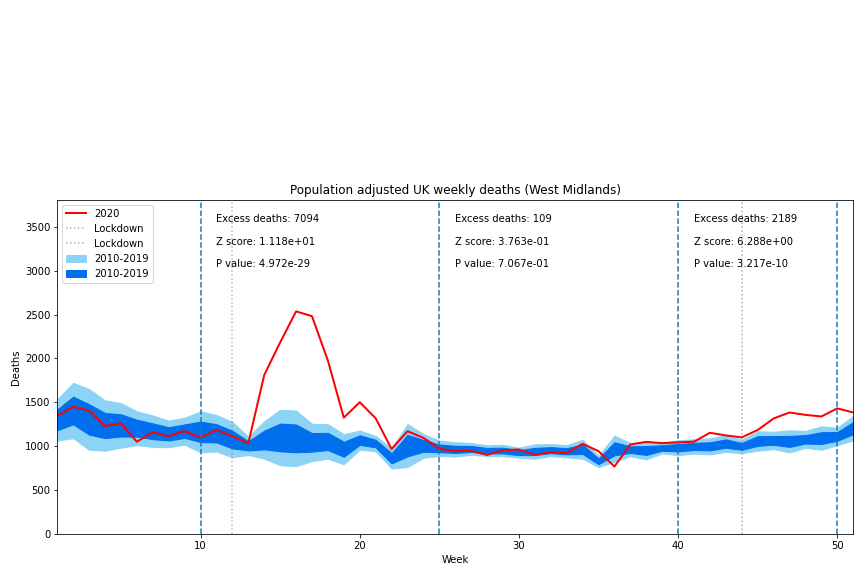 Population adjusted UK weekly deaths (West Midlands)
2020
Lockdown
Lockdown
2010-2019
2010-2019
Excess deaths: 7094
Z score: 1.118e+01
P value: 4.972e-29
Excess deaths: 109
Z score: 3.763e-01
P value: 7.067e-01
Excess deaths: 2189
Z score: 6.288e+00
P value: 3.217e-10
Deaths
3500
3000
2500
2000
1500
1000
500
0
10
20
30
40
50
Week